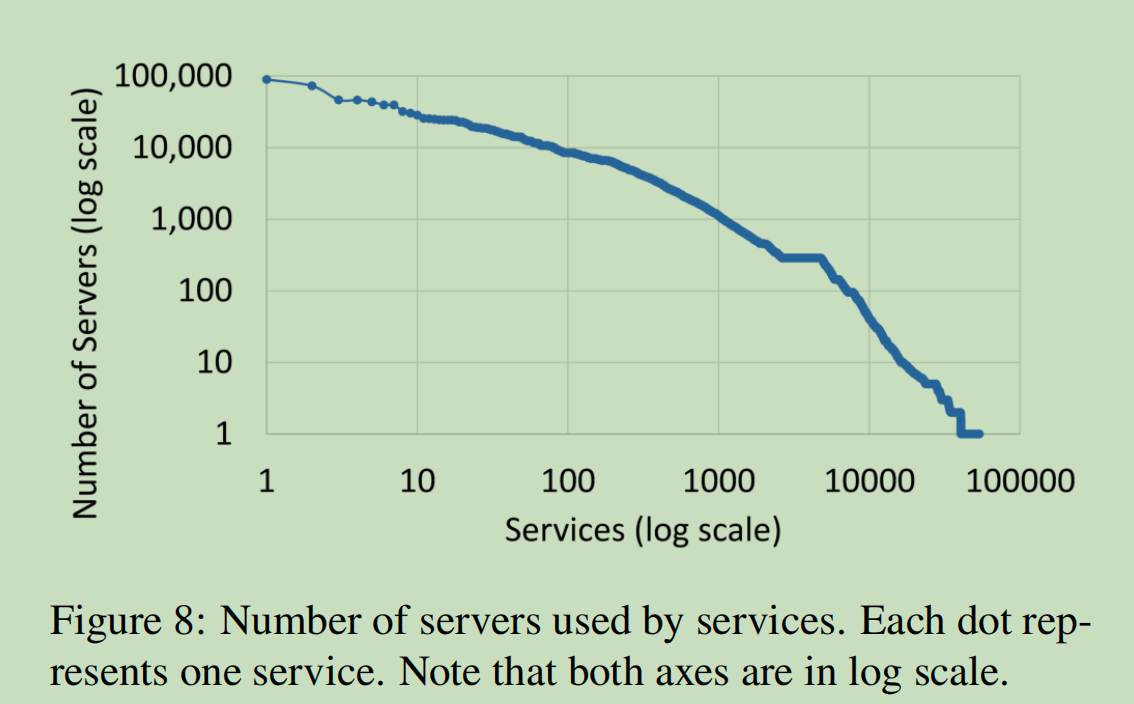 100,000
10,000
1,000
100
10
1
Number of Servers (log scale)
1 10 100 1000 10000 100000
Services (log scale)
Figure 8: Number of servers used by services. Each dot rep-
resents one service. Note that both axes are in log scale.